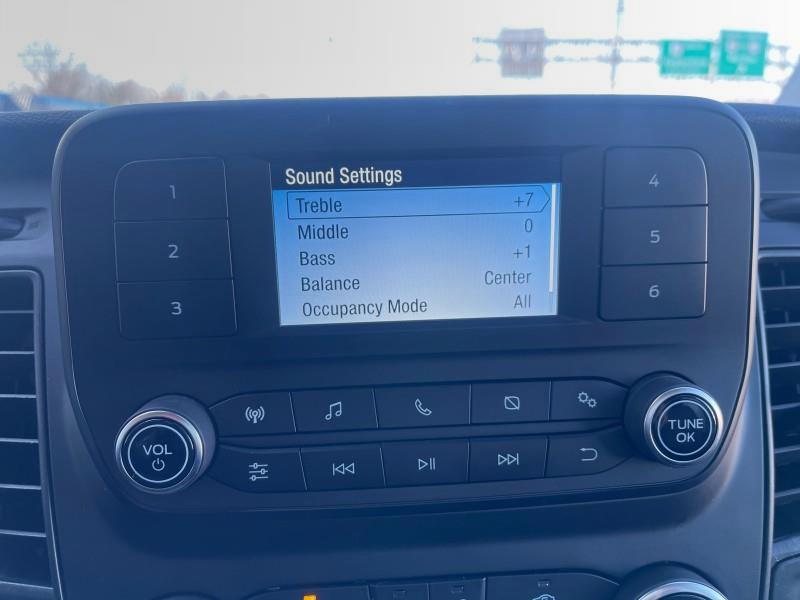 Sound Settings
Treble +7
Middle 0
Bass +1
Balance Center
Occupancy Mode All
1
2
3
4
5
6
VOL
TUNE
OK